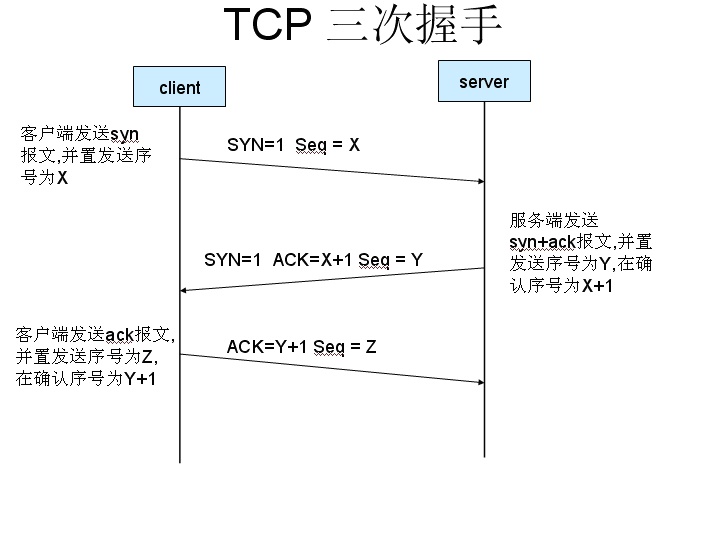 TCP 三次握手
client
server
客户端发送syn
报文,并置发送序
号为X
SYN=1 Seq = X
服务端发送
syn+ack报文,并置
发送序号为Y,在确
认序号为X+1
SYN=1 ACK=X+1 Seq = Y
客户端发送ack报文,
并置发送序号为Z,
在确认序号为Y+1
ACK=Y+1 Seq = Z